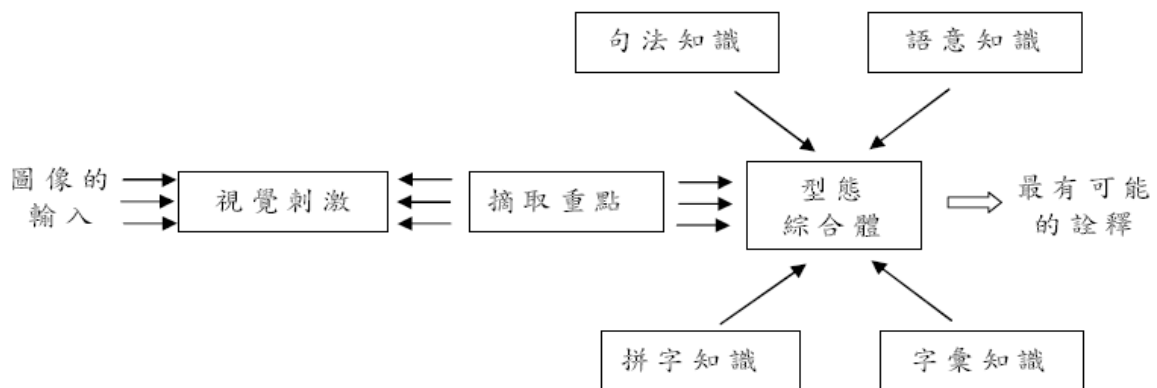 句法知識
語意知識
圖像的
輸入
視覺刺激
摘取重點
型態
綜合體
最有可能
的詮釋
拼字知識
字彙知識